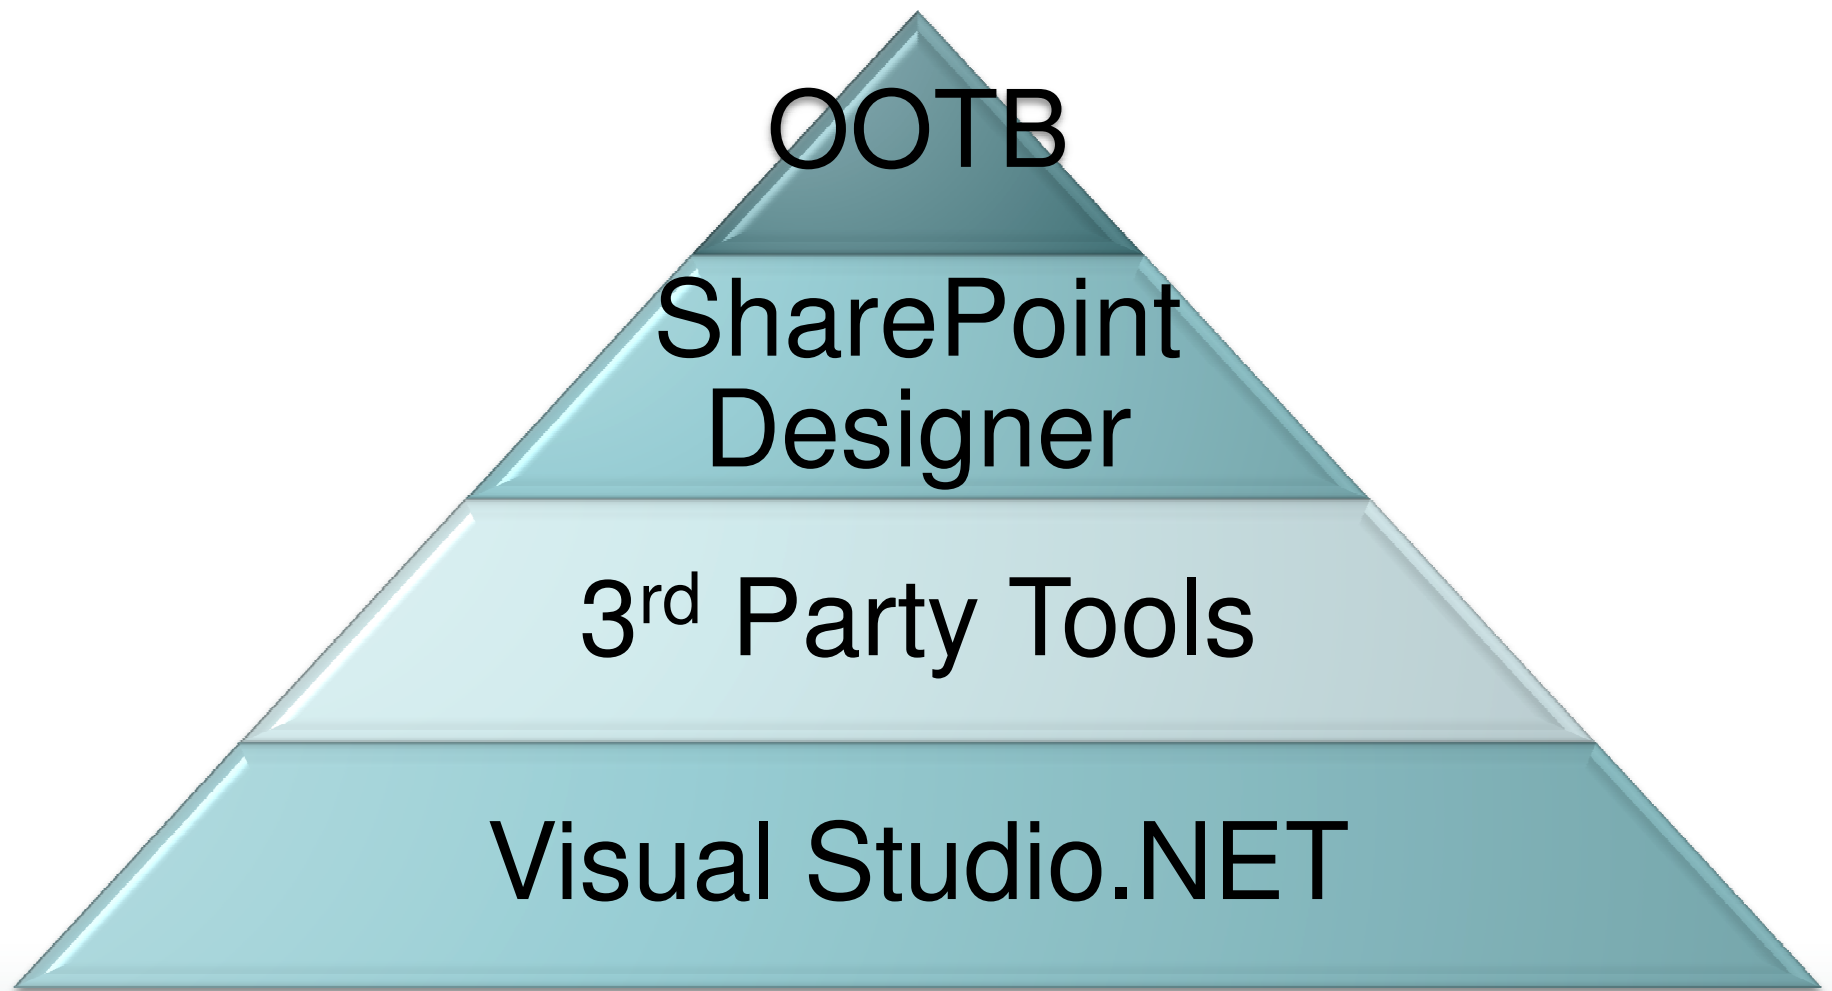 OOTB
SharePoint
Designer
3rd Party Tools
Visual Studio.NET